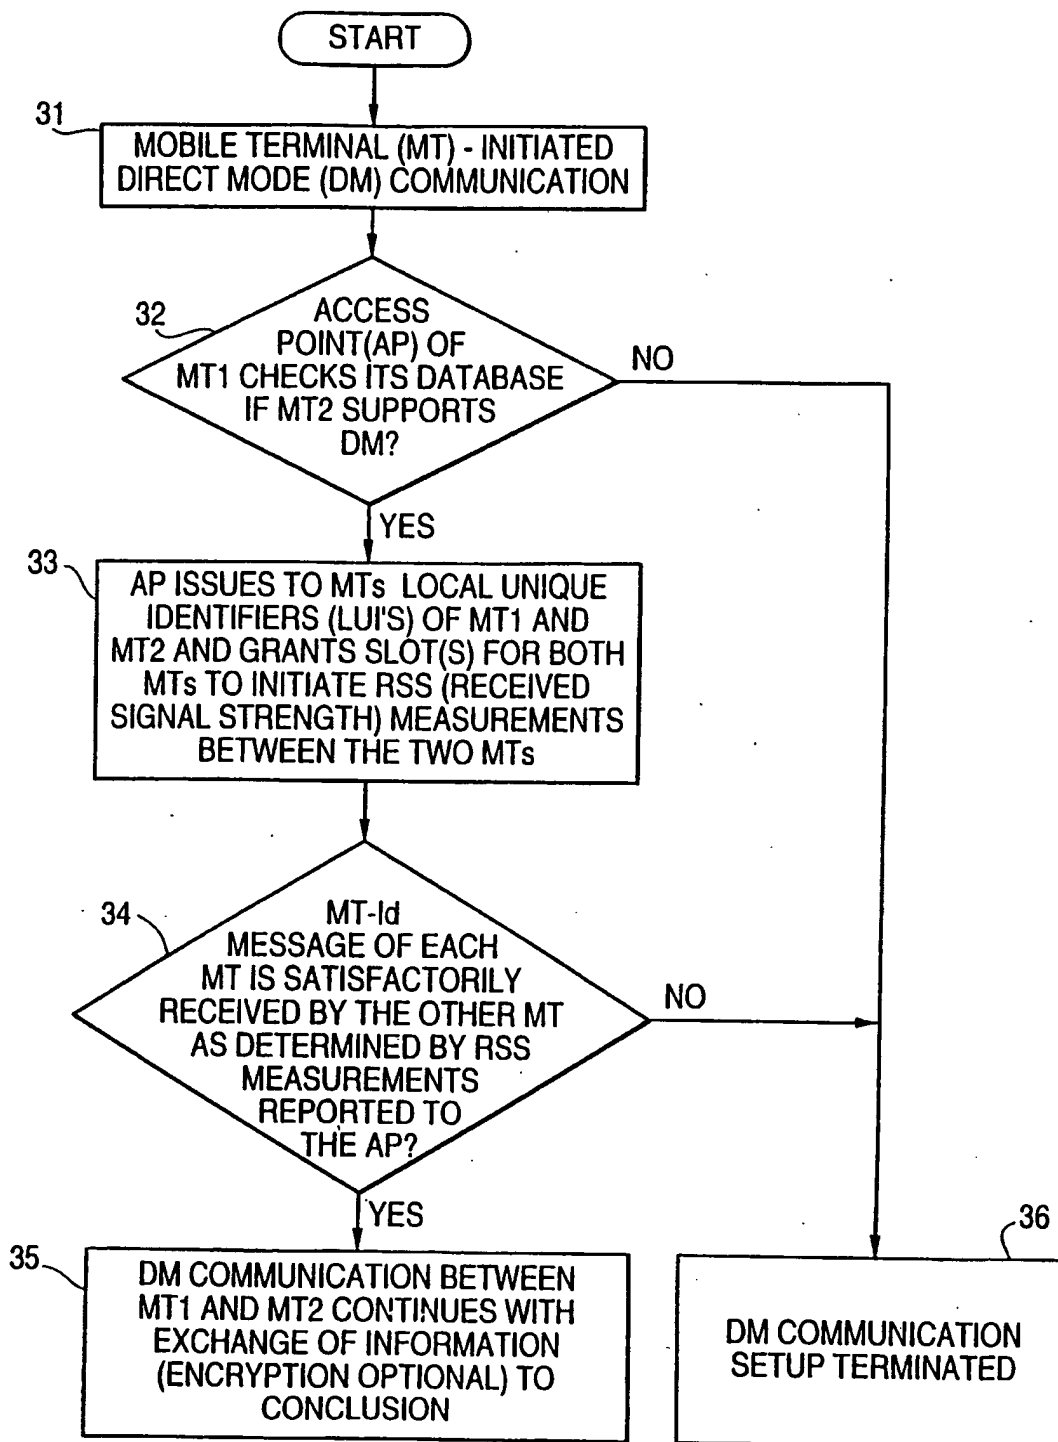 START
31
MOBILE TERMINAL (MT) - INITIATED
DIRECT MODE (DM) COMMUNICATION
32
ACCESS
POINT(AP) OF
MT1 CHECKS ITS DATABASE
IF MT2 SUPPORTS
DM?
NO
YES
33
AP ISSUES TO MTs LOCAL UNIQUE
IDENTIFIERS (LUI'S) OF MT1 AND
MT2 AND GRANTS SLOT(S) FOR BOTH
MTs TO INITIATE RSS (RECEIVED
SIGNAL STRENGTH) MEASUREMENTS
BETWEEN THE TWO MTs
34
MT-Id
MESSAGE OF EACH
MT IS SATISFACTORILY
RECEIVED BY THE OTHER MT
AS DETERMINED BY RSS
MEASUREMENTS
REPORTED TO
THE AP?
NO
YES
35
DM COMMUNICATION BETWEEN
MT1 AND MT2 CONTINUES WITH
EXCHANGE OF INFORMATION
(ENCRYPTION OPTIONAL) TO
CONCLUSION
36
DM COMMUNICATION
SETUP TERMINATED